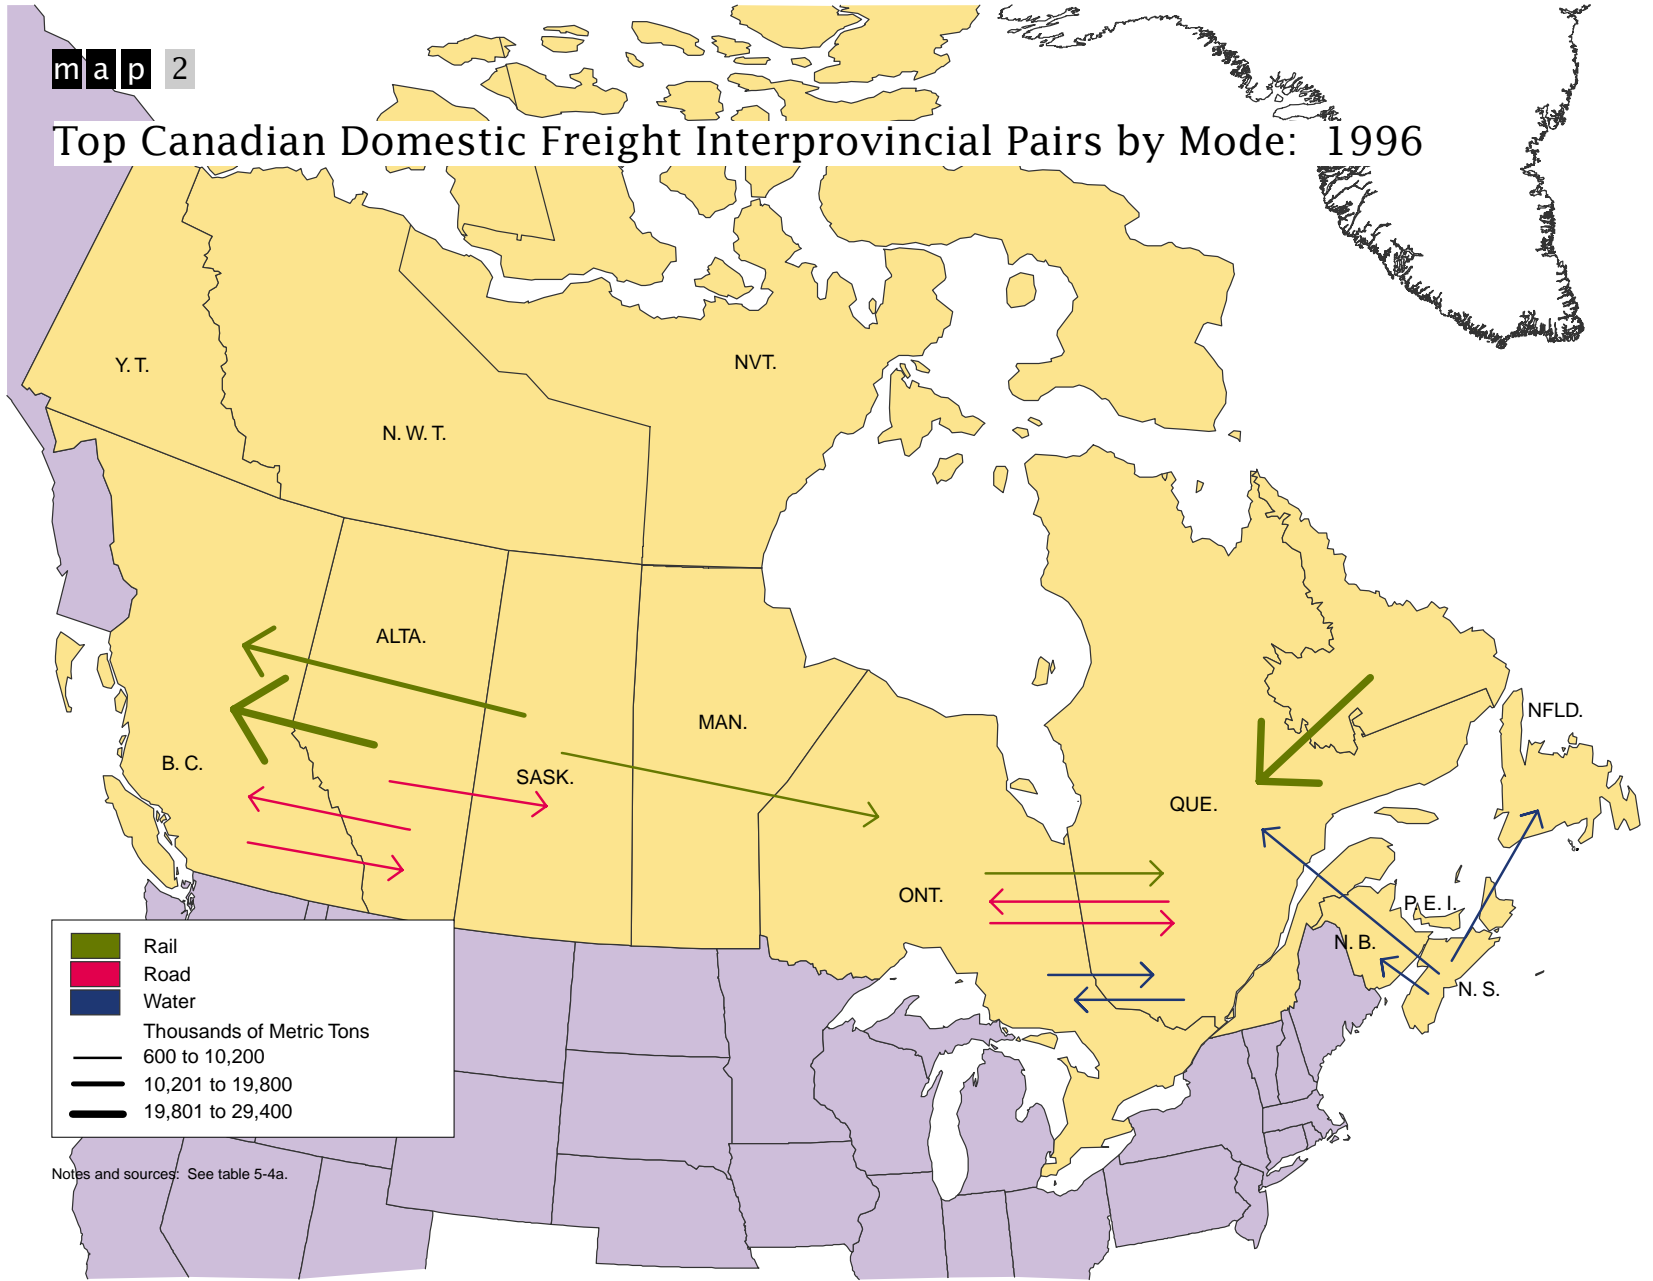 map 2
Top Canadian Domestic Freight Interprovincial Pairs by Mode: 1996
Y. T.
NVT.
N. W. T.
ALTA.
MAN.
NFLD.
B. C.
SASK.
QUE.
ONT.
P. E. I.
N. B.
N. S.
Rail
Road
Water
Thousands of Metric Tons
600 to 10,200
10,201 to 19,800
19,801 to 29,400
Notes and sources: See table 5-4a.